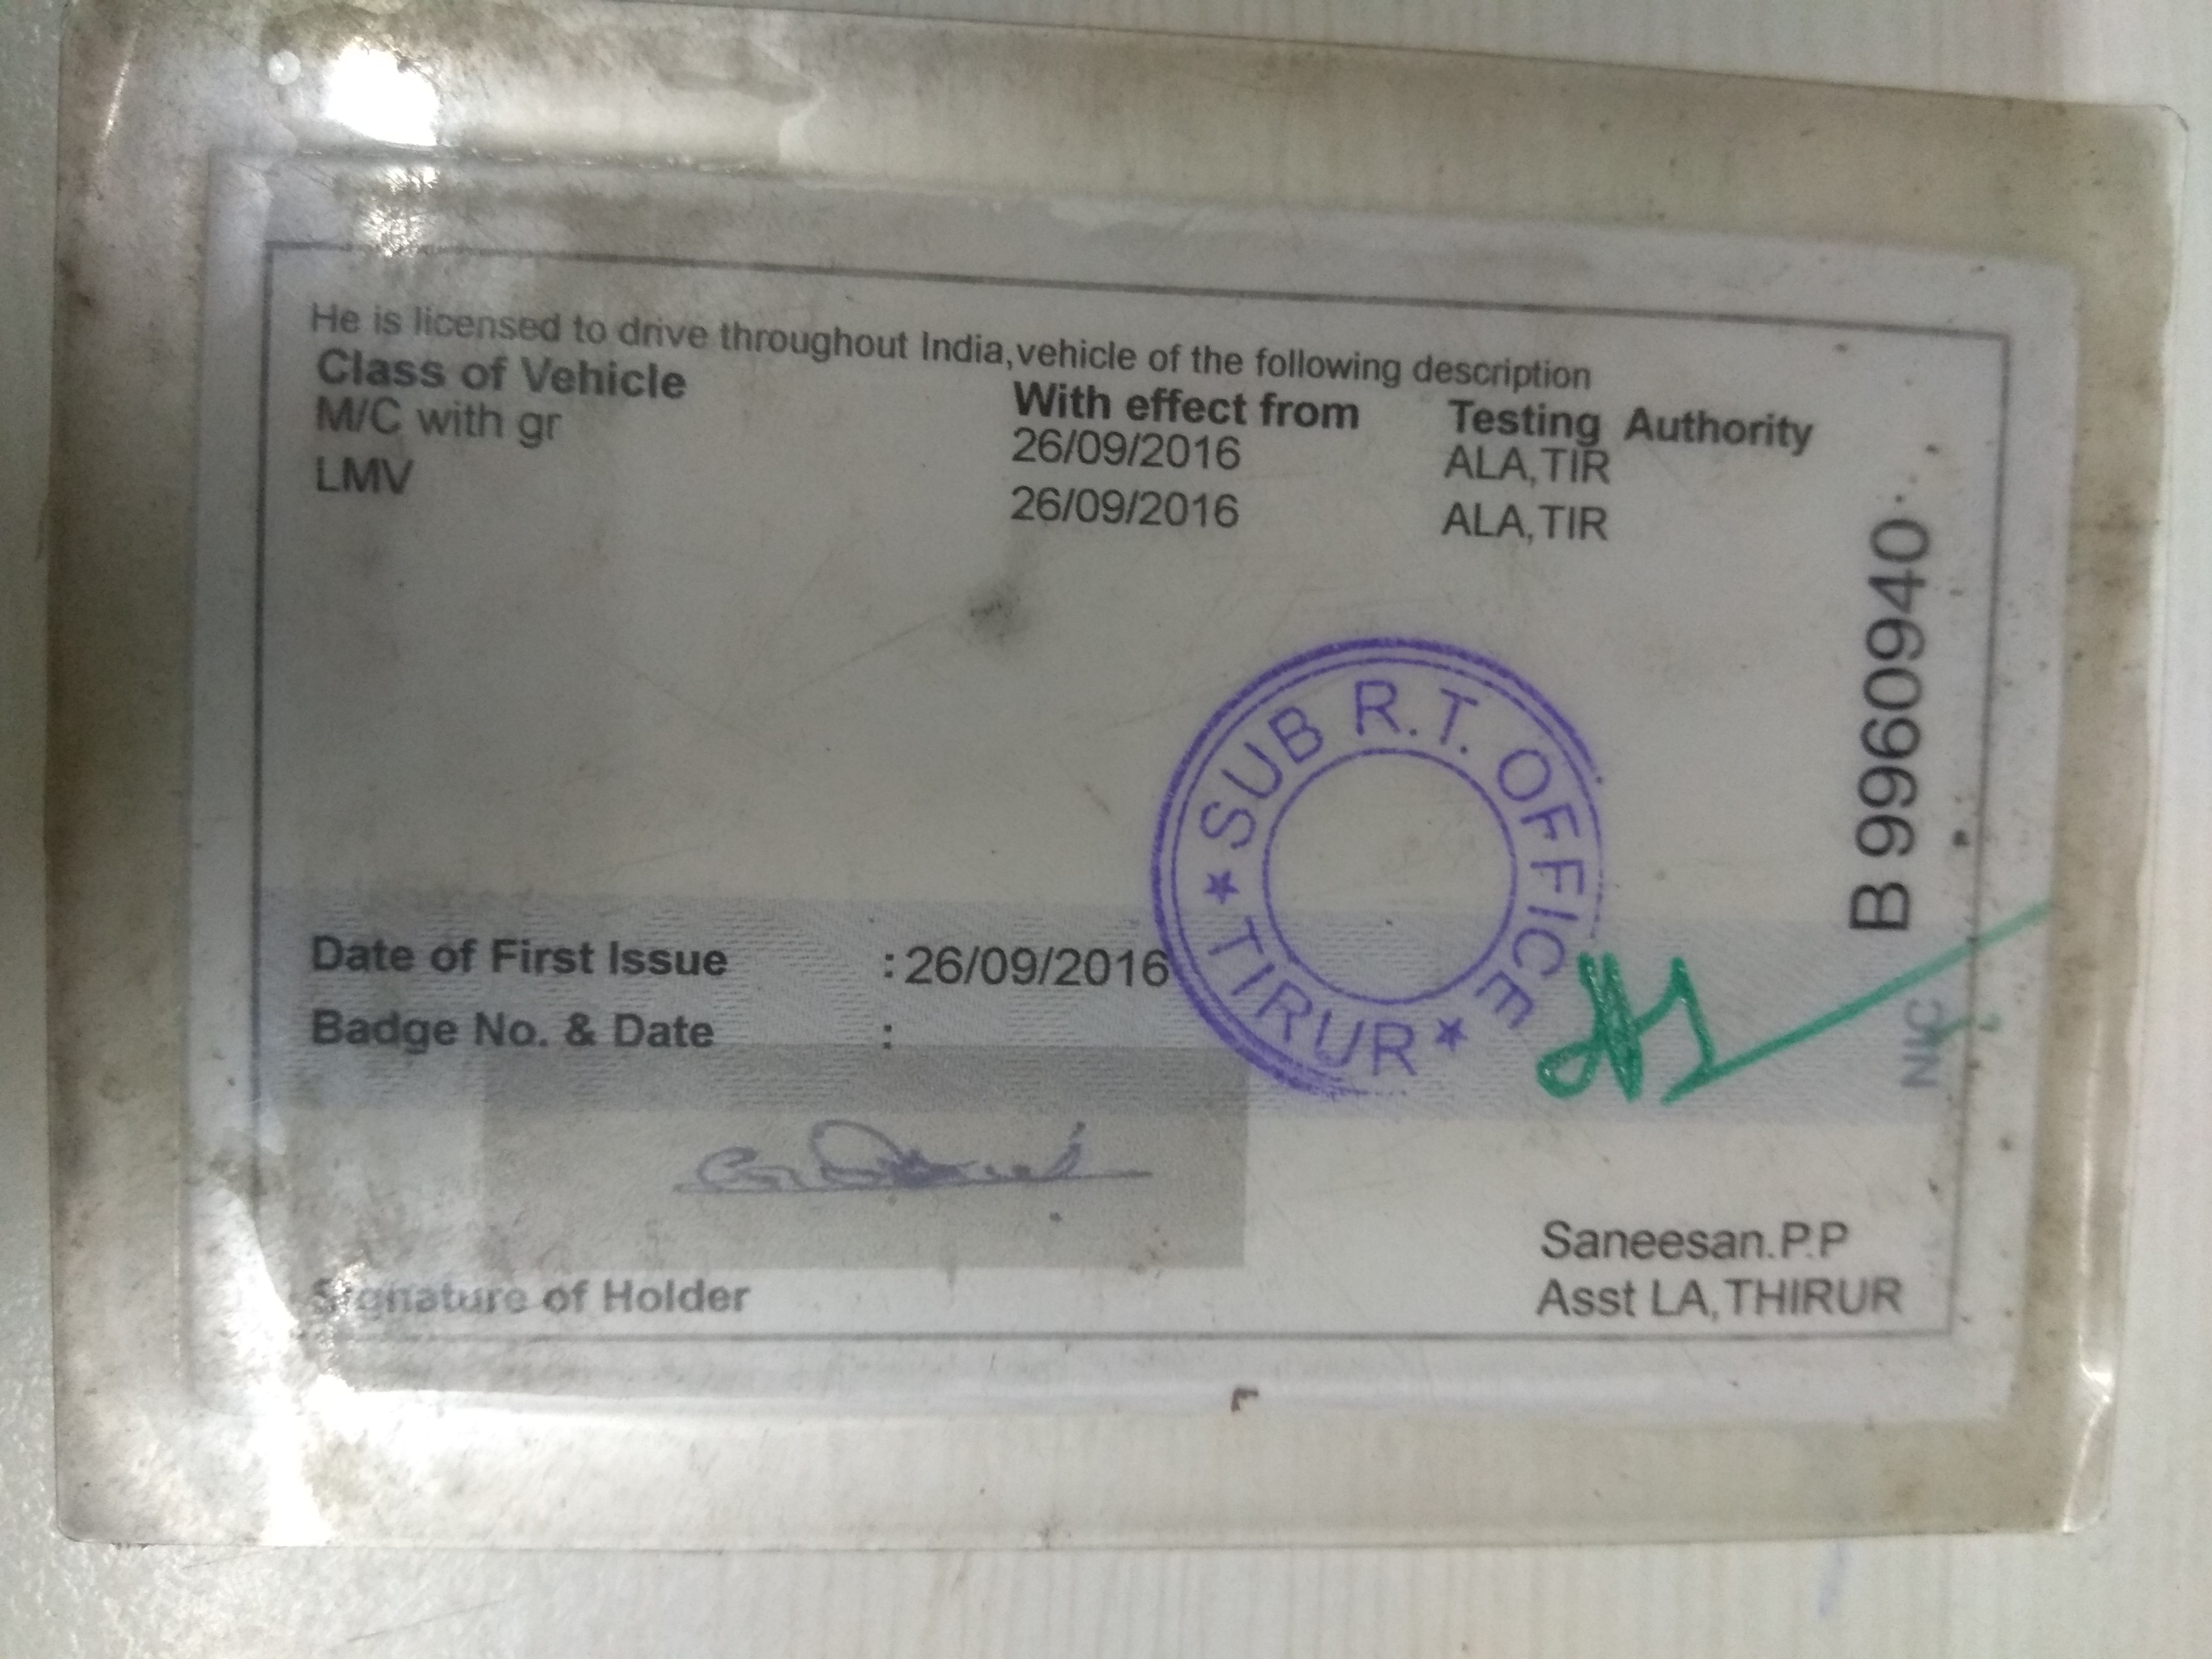 He is licensed to drive throughout India,vehicle of the following description
Class of Vehicle With effect from Testing Authority
M/C with gr 26/09/2016 ALA,TIR
LMV 26/09/2016 ALA,TIR
B 9960940
SUB R.T. OFFICE
★ TIRUR ★
Date of First Issue : 26/09/2016
Badge No. & Date :
NIC
Signature of Holder
Saneesan.P.P
Asst LA,THIRUR